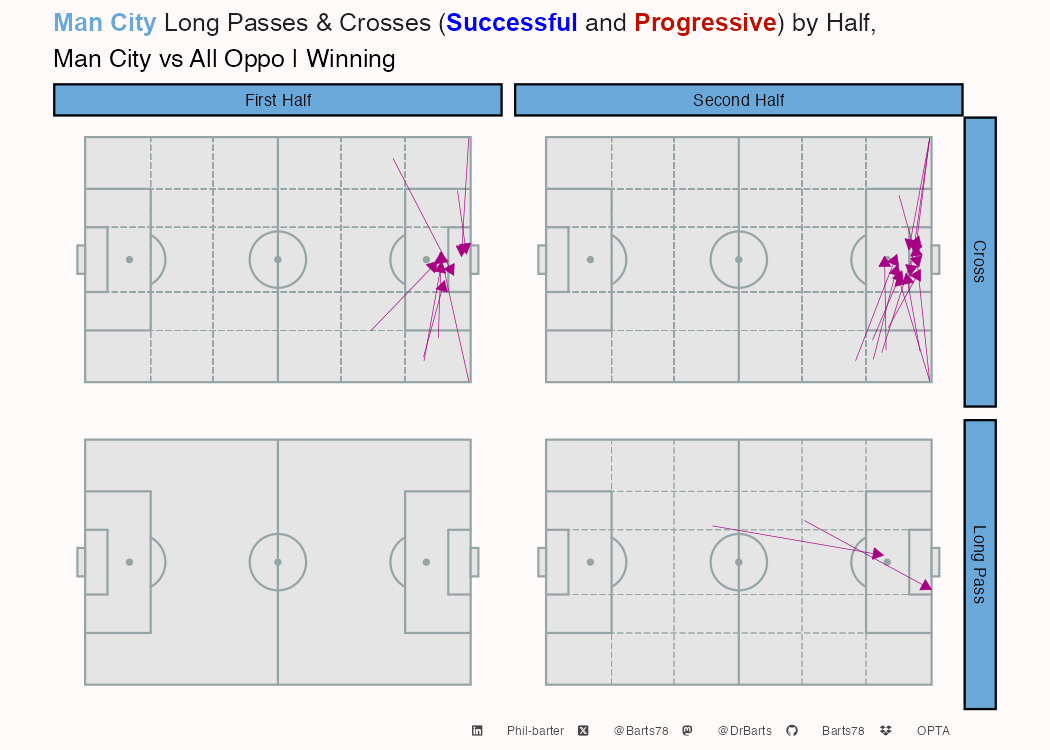 Man City Long Passes & Crosses (Successful and Progressive) by Half,
Man City vs All Oppo | Winning
First Half
Second Half
Cross
Long Pass
Phil-barter @Barts78 @DrBarts Barts78 OPTA